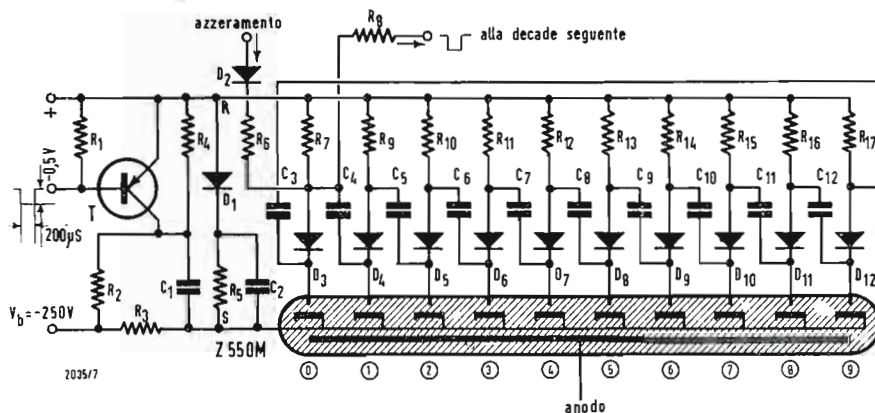 azzeramento
R8
alla decade seguente
D2
+
R
R1
R4
R6
R7
R9
R10
R11
R12
R13
R14
R15
R16
R17
-0,5V
C3
C4
C5
C6
C7
C8
C9
C10
C11
C12
T
D1
200µS
R2
C1
R5
C2
D3
D4
D5
D6
D7
D8
D9
D10
D11
D12
Vb=-250V
R3
S
Z 550M
2035/7
0 1 2 3 4 5 6 7 8 9
anodo